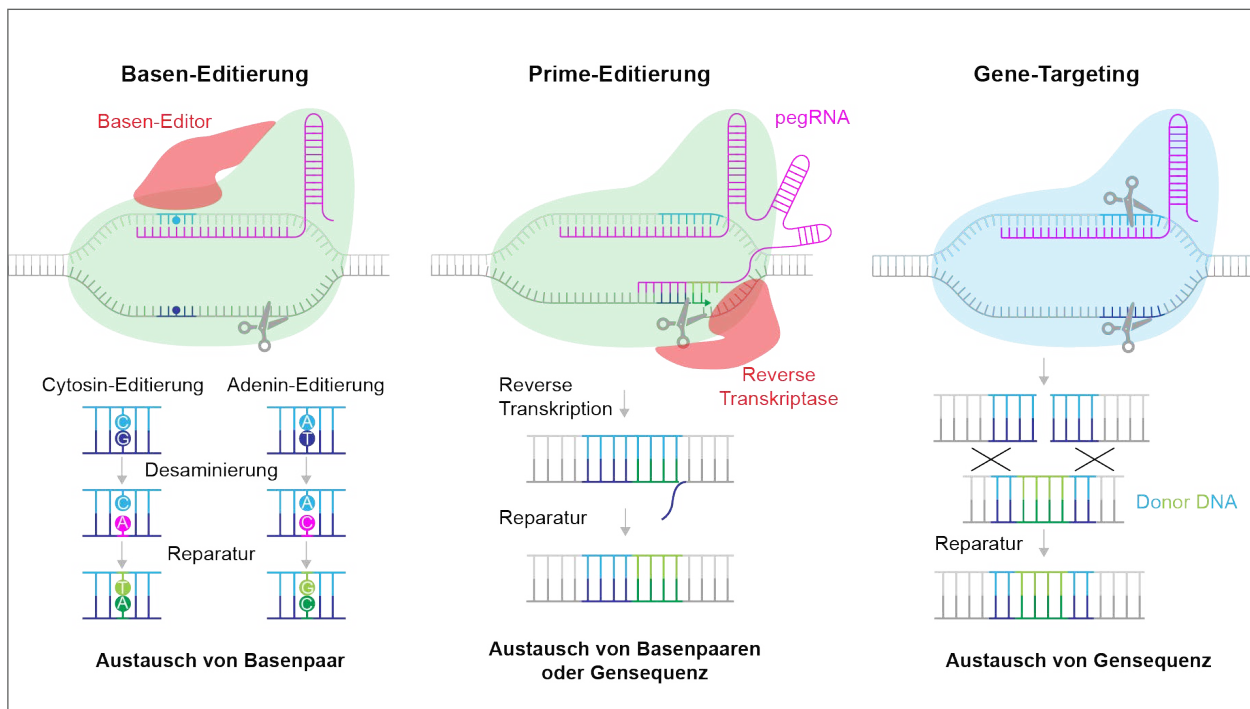 Basen-Editierung
Basen-Editor
Cytosin-Editierung
Adenin-Editierung
C
G
A
T
Desaminierung
C
A
A
C
Reparatur
T
A
G
C
Austausch von Basenpaar
Prime-Editierung
pegRNA
Reverse
Transkriptase
Reverse
Transkription
Reparatur
Austausch von Basenpaaren
oder Gensequenz
Gene-Targeting
Donor DNA
Reparatur
Austausch von Gensequenz